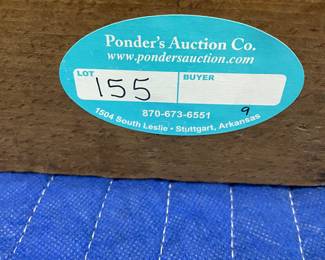 Ponder's Auction Co.
www.pondersauction.com
LOT BUYER
155
870-673-6551 9
1504 South Leslie • Stuttgart, Arkansas